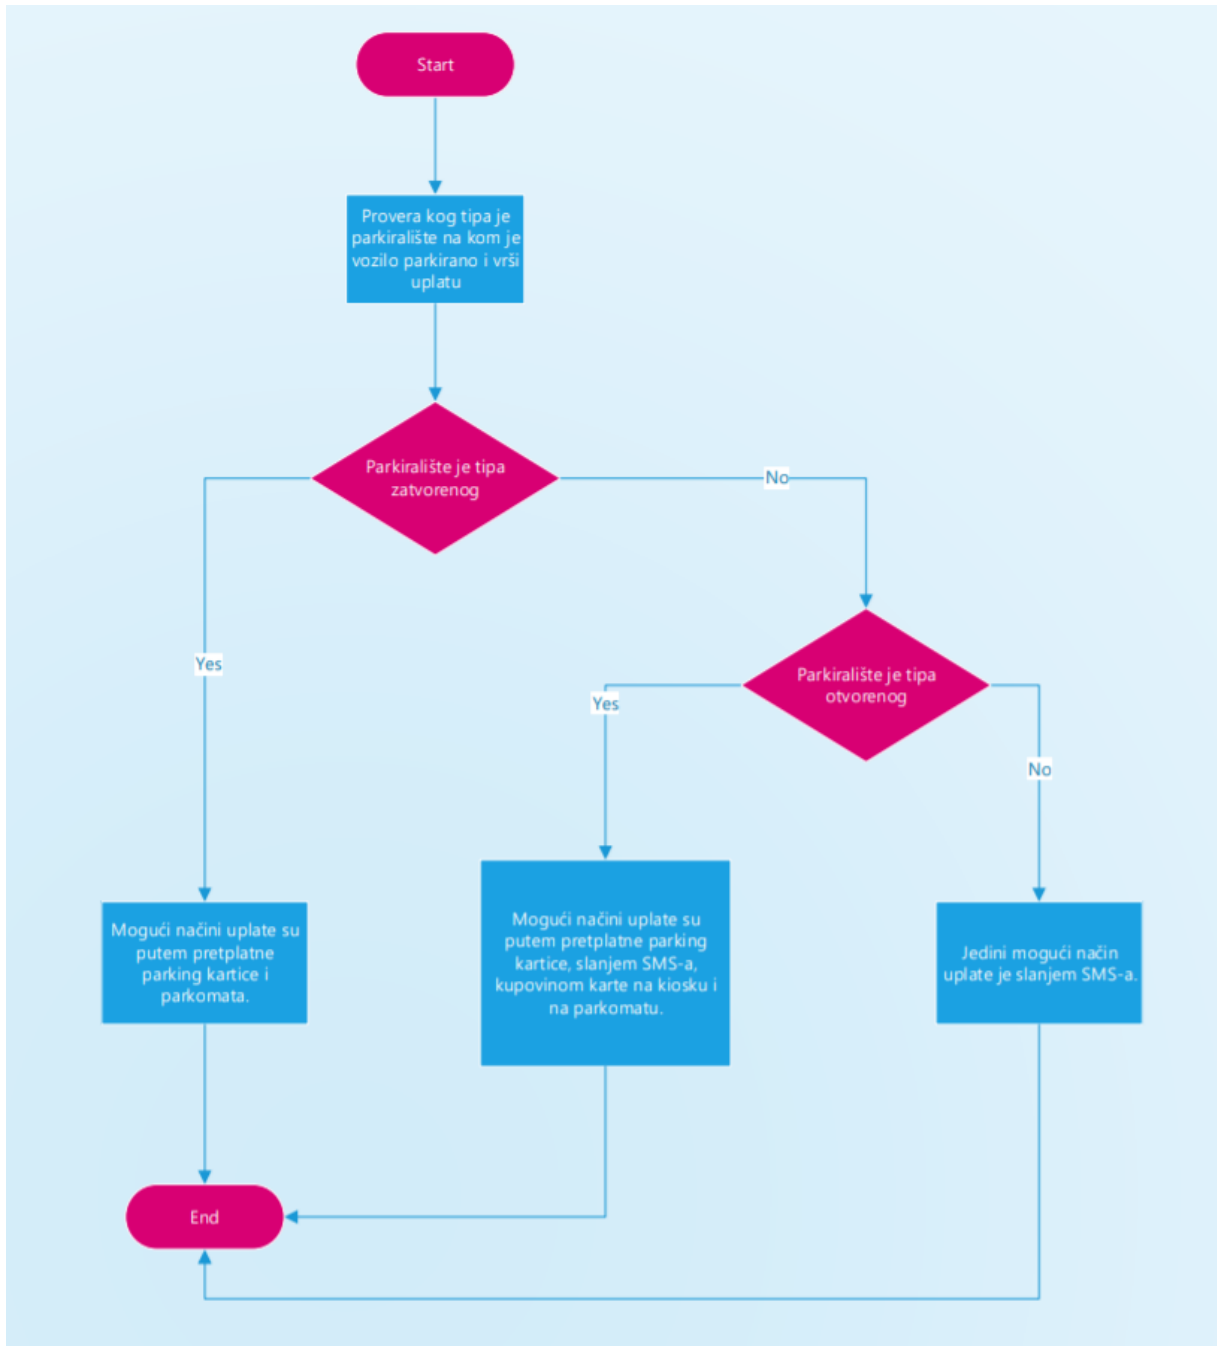 Start
Provera kog tipa je
parkiralište na kom je
vozilo parkirano i vrši
uplatu
Parkiralište je tipa
zatvorenog
No
Yes
Parkiralište je tipa
otvorenog
Yes
No
Mogući načini uplate su
putem pretplatne
parking kartice i
parkomata.
Mogući načini uplate su
putem pretplatne parking
kartice, slanjem SMS-a,
kupovinom karte na kiosku i
na parkomatu.
Jedini mogući način
uplate je slanjem SMS-a.
End